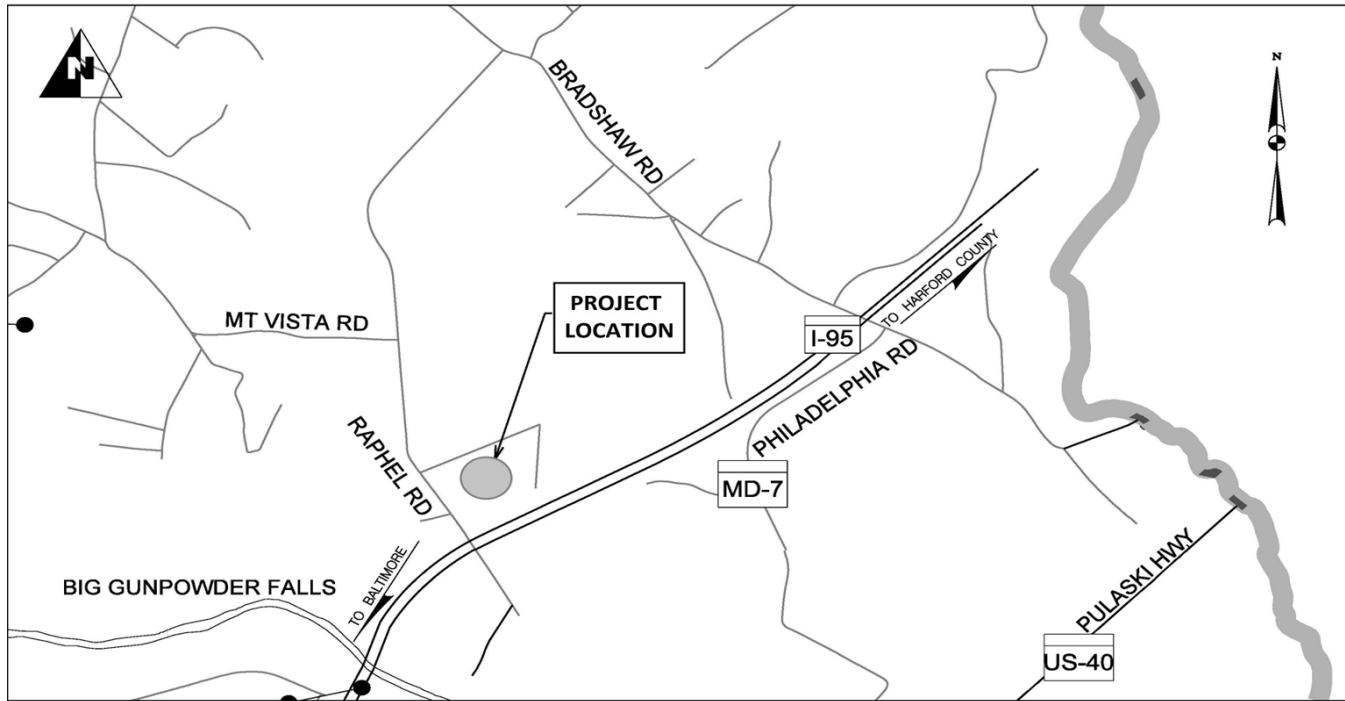 N
N
BRADSHAW RD
TO HARFORD COUNTY
PROJECT
LOCATION
MT VISTA RD
I-95
PHILADELPHIA RD
RAPHEL RD
MD-7
TO BALTIMORE
BIG GUNPOWDER FALLS
PULASKI HWY
US-40